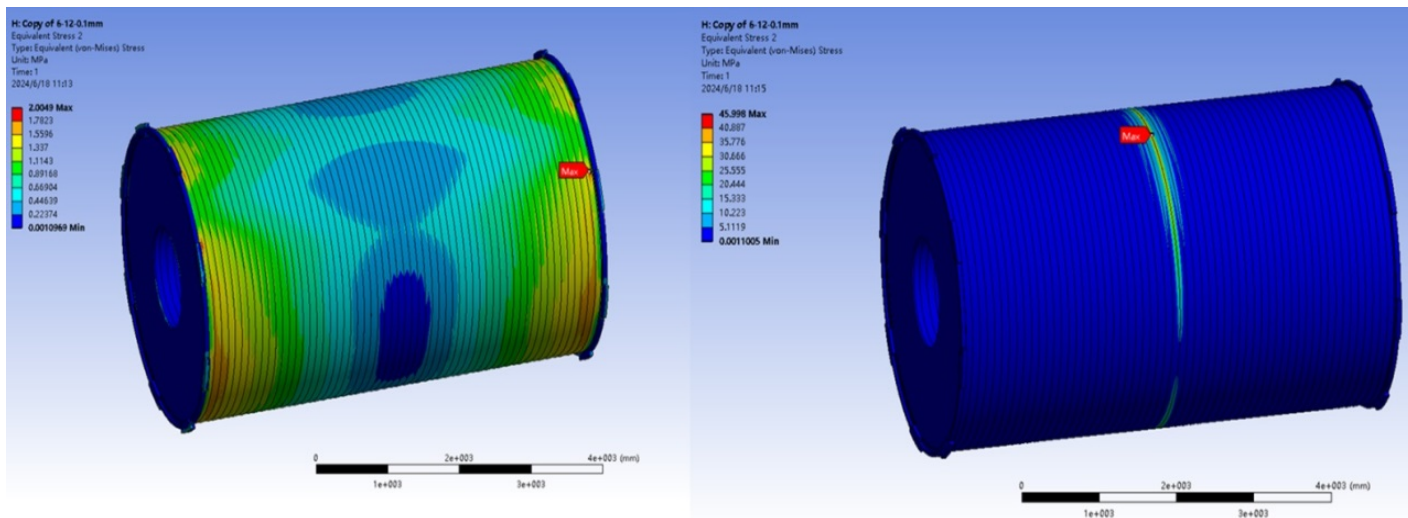 H: Copy of 6-12-0.1mm
Equivalent Stress 2
Type: Equivalent (von-Mises) Stress
Unit: MPa
Time: 1
2024/6/18 11:13
2.0049 Max
1.7823
1.5596
1.337
1.1143
0.89168
0.66904
0.44639
0.22374
0.0010969 Min
Max
0
2e+003
4e+003 (mm)
1e+003
3e+003
H: Copy of 6-12-0.1mm
Equivalent Stress 2
Type: Equivalent (von-Mises) Stress
Unit: MPa
Time: 1
2024/6/18 11:15
45.998 Max
40.887
35.776
30.666
25.555
20.444
15.333
10.223
5.1119
0.0011005 Min
Max
0
2e+003
4e+003 (mm)
1e+003
3e+003